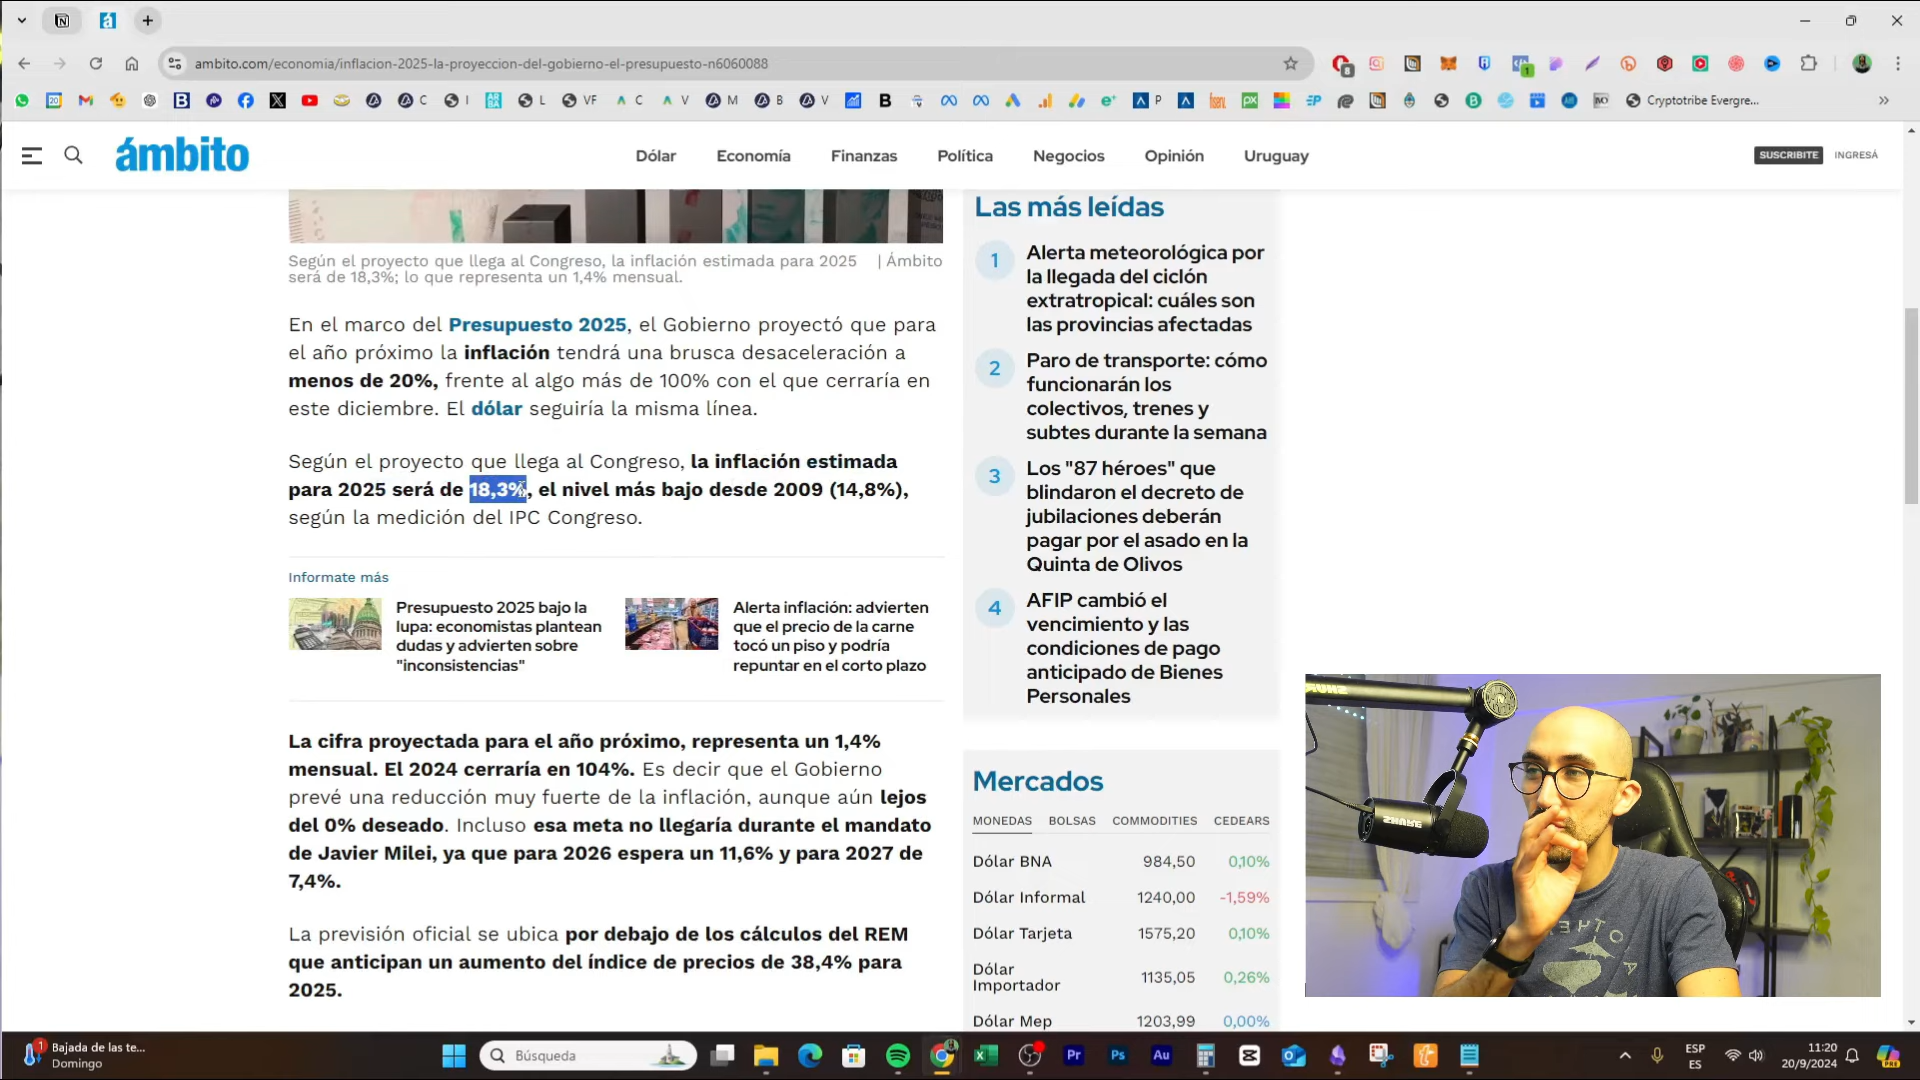 ambito.com/economia/inflacion-2025-la-proyeccion-del-gobierno-el-presupuesto-n6060088
C
I
L
VF
C
V
M
B
V
P
Cryptotribe Evergre...
ámbito
Dólar
Economía
Finanzas
Política
Negocios
Opinión
Uruguay
SUSCRIBITE
INGRESÁ
Según el proyecto que llega al Congreso, la inflación estimada para 2025
será de 18,3%; lo que representa un 1,4% mensual.
| Ámbito
En el marco del Presupuesto 2025, el Gobierno proyectó que para
el año próximo la inflación tendrá una brusca desaceleración a
menos de 20%, frente al algo más de 100% con el que cerraría en
este diciembre. El dólar seguiría la misma línea.
Según el proyecto que llega al Congreso, la inflación estimada
para 2025 será de 18,3%, el nivel más bajo desde 2009 (14,8%),
según la medición del IPC Congreso.
Informate más
Presupuesto 2025 bajo la
lupa: economistas plantean
dudas y advierten sobre
"inconsistencias"
Alerta inflación: advierten
que el precio de la carne
tocó un piso y podría
repuntar en el corto plazo
La cifra proyectada para el año próximo, representa un 1,4%
mensual. El 2024 cerraría en 104%. Es decir que el Gobierno
prevé una reducción muy fuerte de la inflación, aunque aún lejos
del 0% deseado. Incluso esa meta no llegaría durante el mandato
de Javier Milei, ya que para 2026 espera un 11,6% y para 2027 de
7,4%.
La previsión oficial se ubica por debajo de los cálculos del REM
que anticipan un aumento del índice de precios de 38,4% para
2025.
Las más leídas
1
Alerta meteorológica por
la llegada del ciclón
extratropical: cuáles son
las provincias afectadas
2
Paro de transporte: cómo
funcionarán los
colectivos, trenes y
subtes durante la semana
3
Los "87 héroes" que
blindaron el decreto de
jubilaciones deberán
pagar por el asado en la
Quinta de Olivos
4
AFIP cambió el
vencimiento y las
condiciones de pago
anticipado de Bienes
Personales
Mercados
MONEDAS BOLSAS COMMODITIES CEDEARS
Dólar BNA 984,50 0,10%
Dólar Informal 1240,00 -1,59%
Dólar Tarjeta 1575,20 0,10%
Dólar
Importador 1135,05 0,26%
Dólar Mep 1203,99 0,00%
SHURE
Bajada de las te...
Domingo
Búsqueda
Pr
Ps
Au
ESP
ES
11:20
20/9/2024